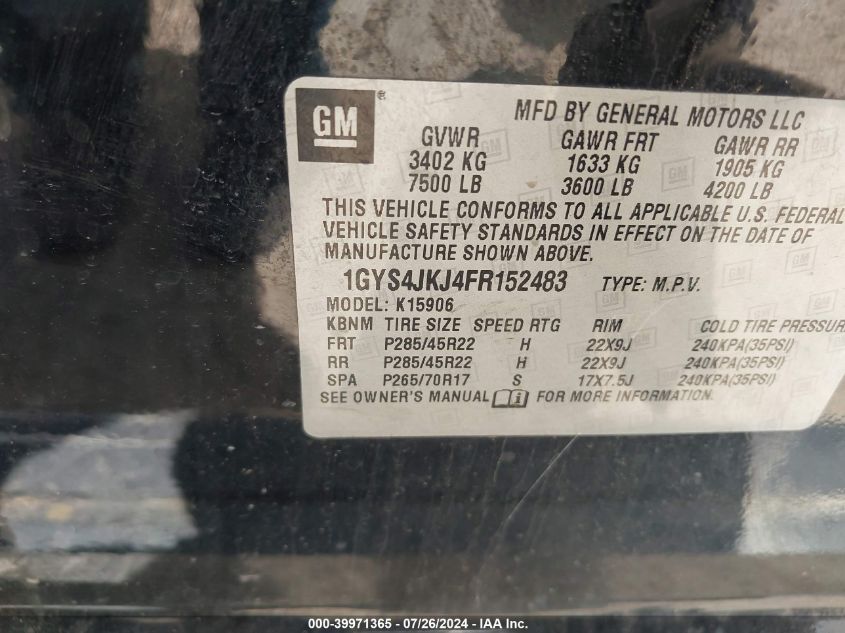 GM ®
MFD BY GENERAL MOTORS LLC
GVWR GAWR FRT GAWR RR
3402 KG 1633 KG 1905 KG
7500 LB 3600 LB 4200 LB
THIS VEHICLE CONFORMS TO ALL APPLICABLE U.S. FEDERAL
VEHICLE SAFETY STANDARDS IN EFFECT ON THE DATE OF
MANUFACTURE SHOWN ABOVE.
1GYS4JKJ4FR152483 TYPE: M.P.V.
MODEL: K15906
KBNM TIRE SIZE SPEED RTG RIM COLD TIRE PRESSUR
FRT P285/45R22 H 22X9J 240KPA(35PSI)
RR P285/45R22 H 22X9J 240KPA(35PSI)
SPA P265/70R17 S 17X7.5J 240KPA(35PSI)
SEE OWNER'S MANUAL i FOR MORE INFORMATION.
000-39971365 - 07/26/2024 - IAA Inc.